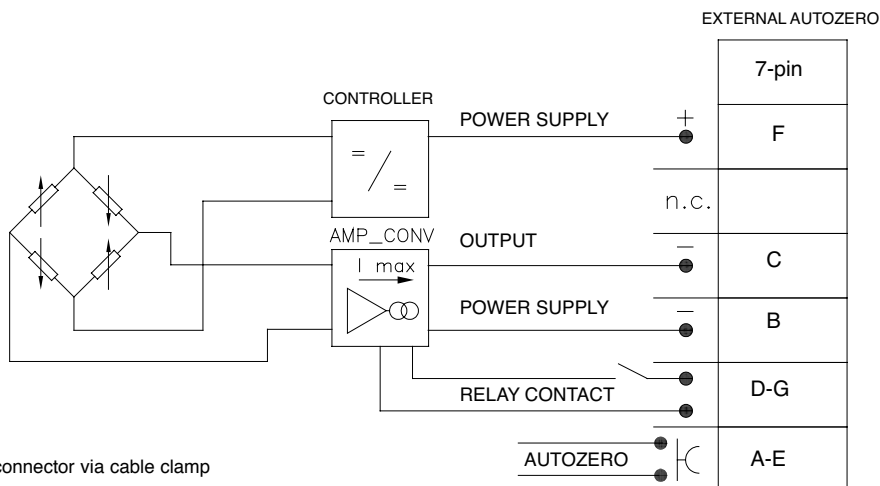 EXTERNAL AUTOZERO
7-pin
CONTROLLER
POWER SUPPLY
+
F
=
=
n.c.
AMP_CONV
OUTPUT
–
C
I max
POWER SUPPLY
–
B
RELAY CONTACT
D-G
AUTOZERO
A-E
connector via cable clamp